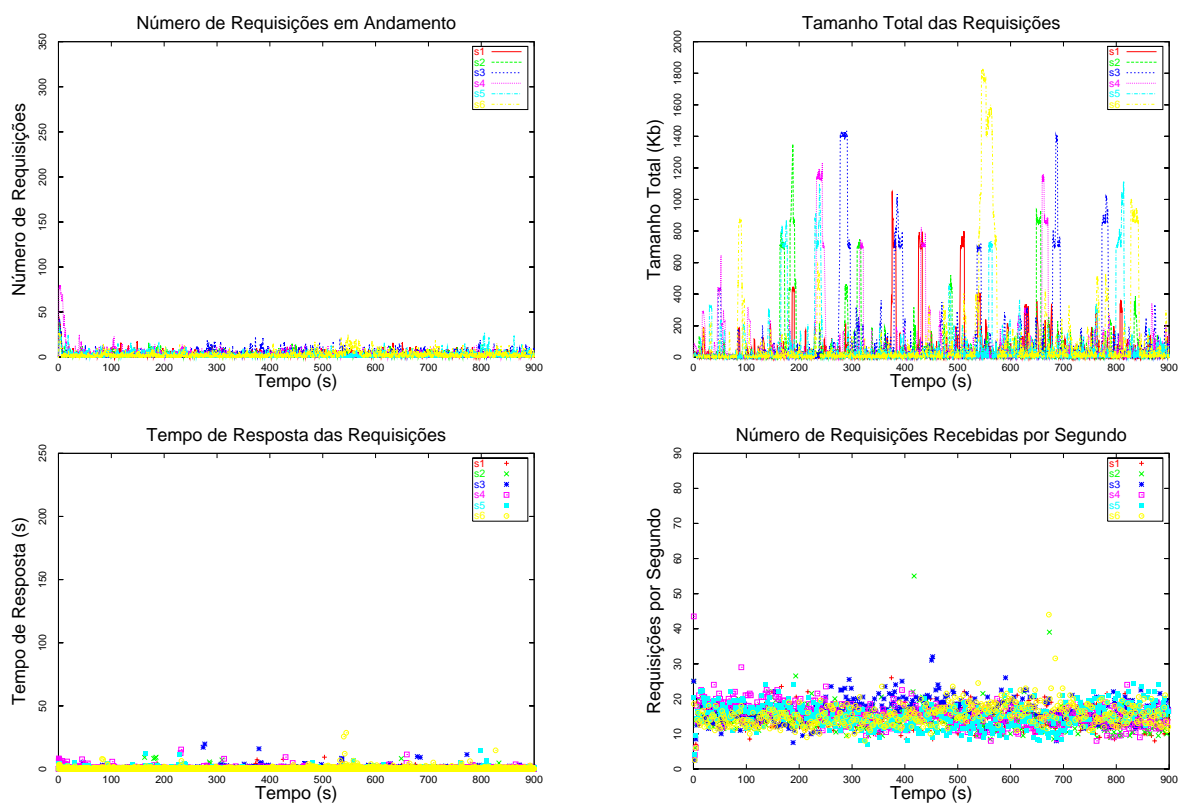 Número de Requisições em Andamento
Número de Requisições
350
300
250
200
150
100
50
0
0 100 200 300 400 500 600 700 800 900
Tempo (s)
s1
s2
s3
s4
s5
s6
Tamanho Total das Requisições
Tamanho Total (Kb)
2000
1800
1600
1400
1200
1000
800
600
400
200
0
0 100 200 300 400 500 600 700 800 900
Tempo (s)
s1
s2
s3
s4
s5
s6
Tempo de Resposta das Requisições
Tempo de Resposta (s)
250
200
150
100
50
0
0 100 200 300 400 500 600 700 800 900
Tempo (s)
s1
s2
s3
s4
s5
s6
Número de Requisições Recebidas por Segundo
Requisições por Segundo
90
80
70
60
50
40
30
20
10
0
0 100 200 300 400 500 600 700 800 900
Tempo (s)
s1
s2
s3
s4
s5
s6